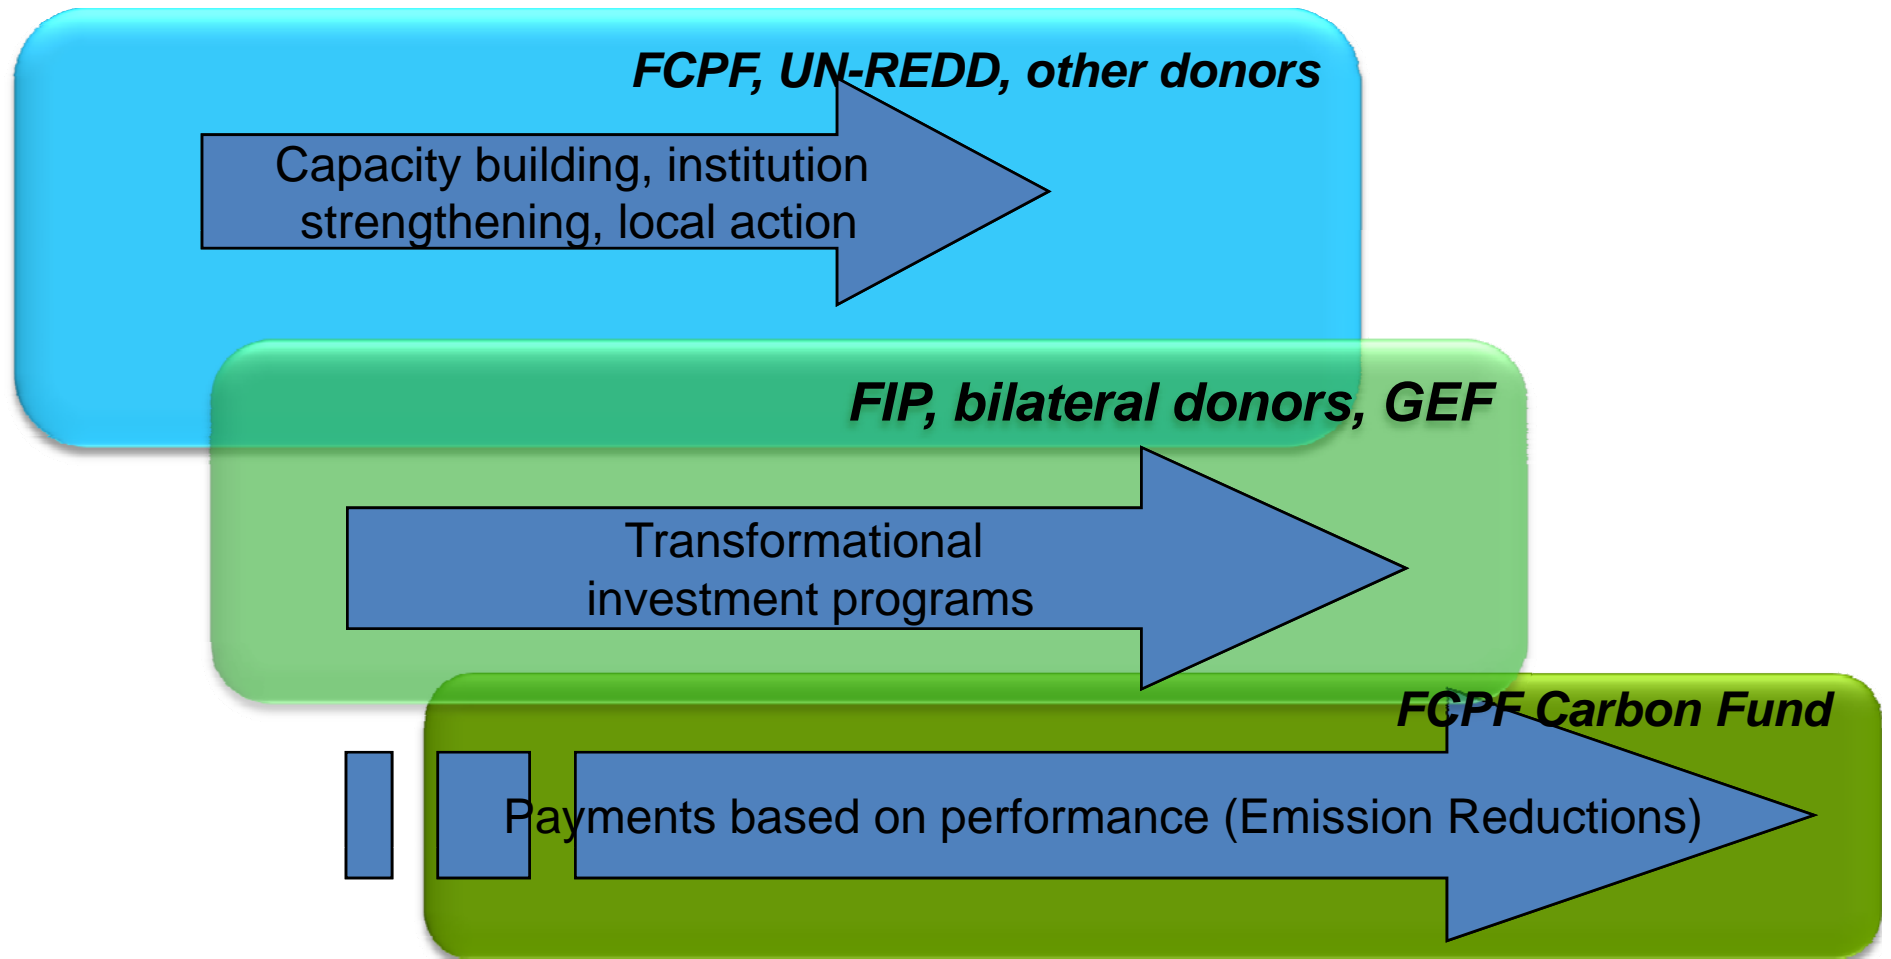 FCPF, UN-REDD, other donors
Capacity building, institution
strengthening, local action
FIP, bilateral donors, GEF
Transformational
investment programs
FCPF Carbon Fund
Payments based on performance (Emission Reductions)